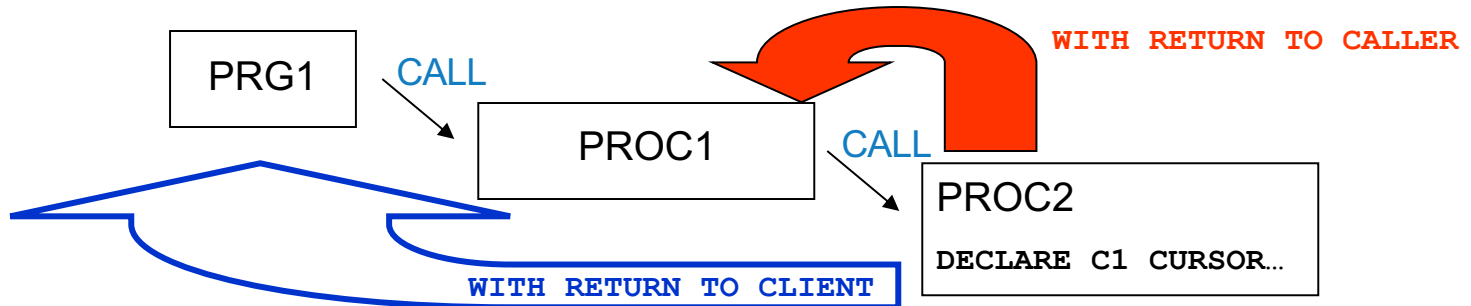 WITH RETURN TO CALLER
PRG1
CALL
PROC1
CALL
PROC2
DECLARE C1 CURSOR…
WITH RETURN TO CLIENT